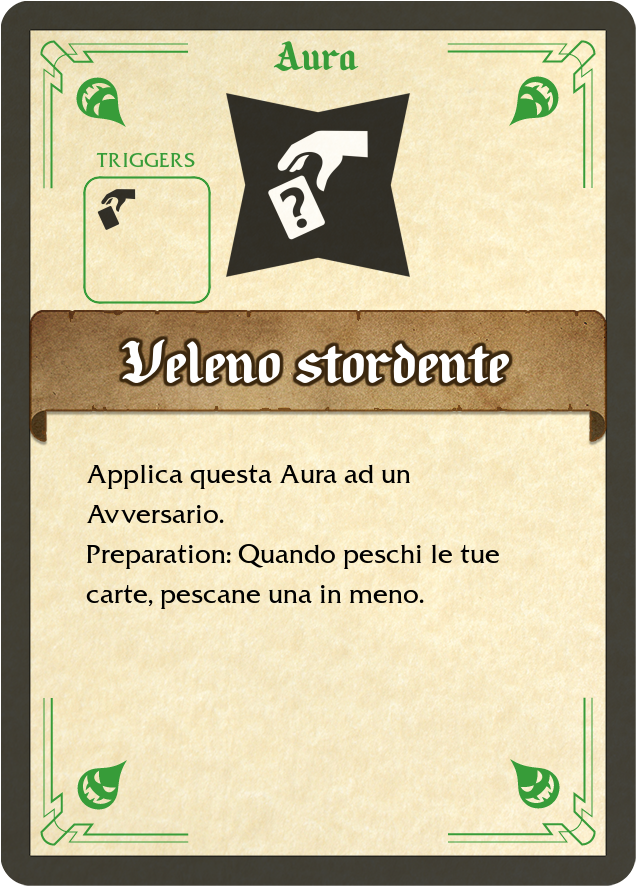 Aura
TRIGGERS
?
Veleno stordente
Applica questa Aura ad un
Avversario.
Preparation: Quando peschi le tue
carte, pescane una in meno.